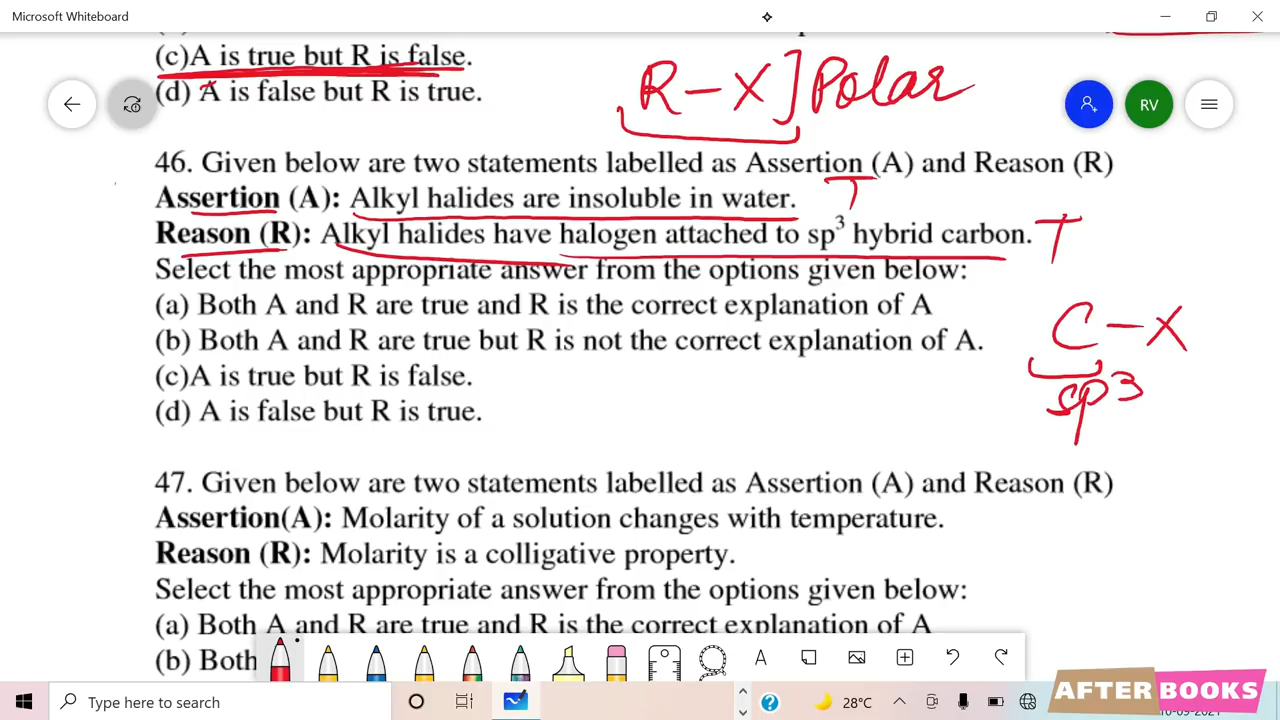 Microsoft Whiteboard
(c)A is true but R is false.
(d) A is false but R is true.
R - X] Polar
RV
46. Given below are two statements labelled as Assertion (A) and Reason (R)
Assertion (A): Alkyl halides are insoluble in water. T
Reason (R): Alkyl halides have halogen attached to sp³ hybrid carbon. T
Select the most appropriate answer from the options given below:
(a) Both A and R are true and R is the correct explanation of A
(b) Both A and R are true but R is not the correct explanation of A.
C - X
(c)A is true but R is false.
sp3
(d) A is false but R is true.
47. Given below are two statements labelled as Assertion (A) and Reason (R)
Assertion(A): Molarity of a solution changes with temperature.
Reason (R): Molarity is a colligative property.
Select the most appropriate answer from the options given below:
(a) Both A and R are true and R is the correct explanation of A
(b) Both
A
AFTER BOOKS
Type here to search
28°C